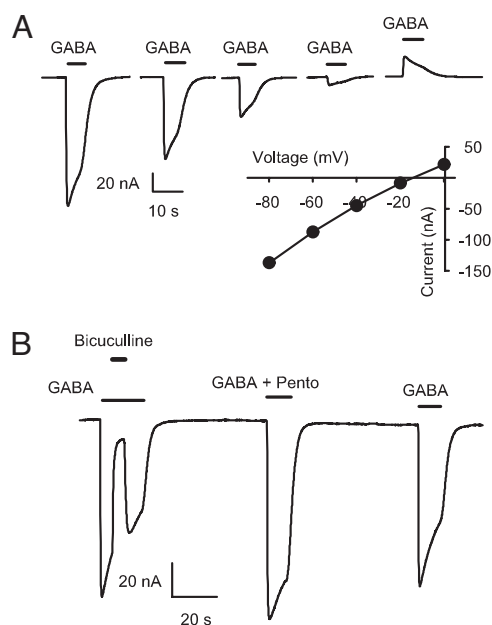 A
GABA GABA GABA GABA GABA
20 nA
10 s
Voltage (mV)
-80 -60 -40 -20
50
-50
-100
-150
Current (nA)
B
Bicuculline
GABA
GABA + Pento
GABA
20 nA
20 s